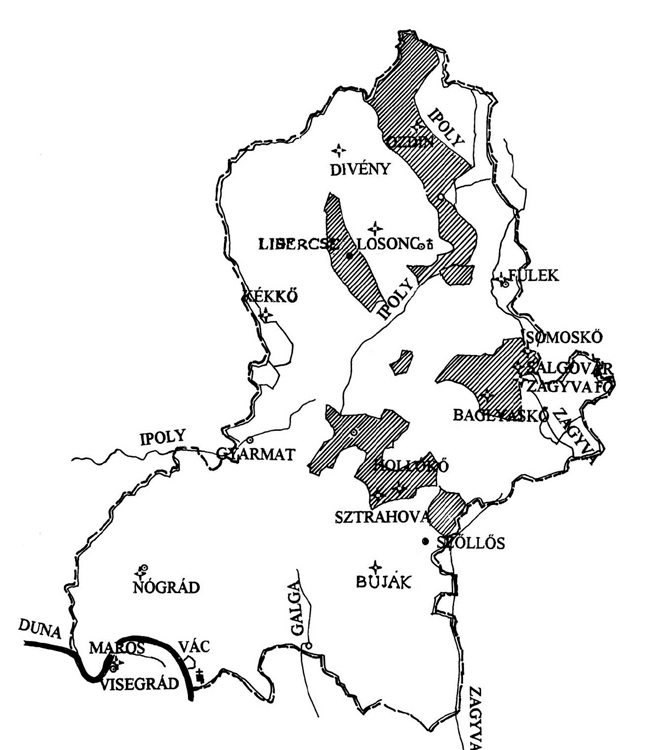 IPOLY
OZDIN
DIVÉNY
LIBERCSE
LOSONC
FÜLEK
IPOLY
KÉKKŐ
SOMOSKŐ
SALGÓVÁR
ZAGYVAFŐ
BAGLYASKŐ
ZAGYVA
IPOLY
GYARMAT
HOLLÓKŐ
SZTRAHOVA
SZŐLLŐS
NÓGRÁD
BUJÁK
GALGA
DUNA
MAROS
VÁC
VISEGRÁD
ZAGYVA